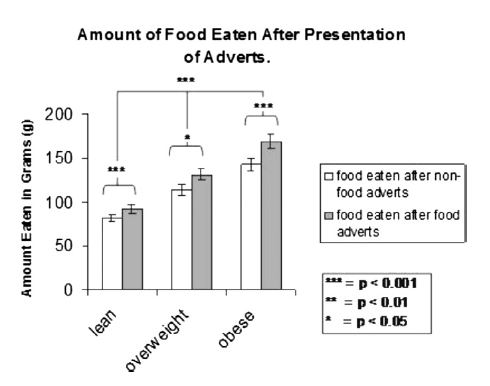 Amount of Food Eaten After Presentation
of Adverts.
***
***
*
***
Amount Eaten in Grams (g)
200
150
100
50
0
lean
overweight
obese
food eaten after non-
food adverts
food eaten after food
adverts
*** = p < 0.001
** = p < 0.01
* = p < 0.05